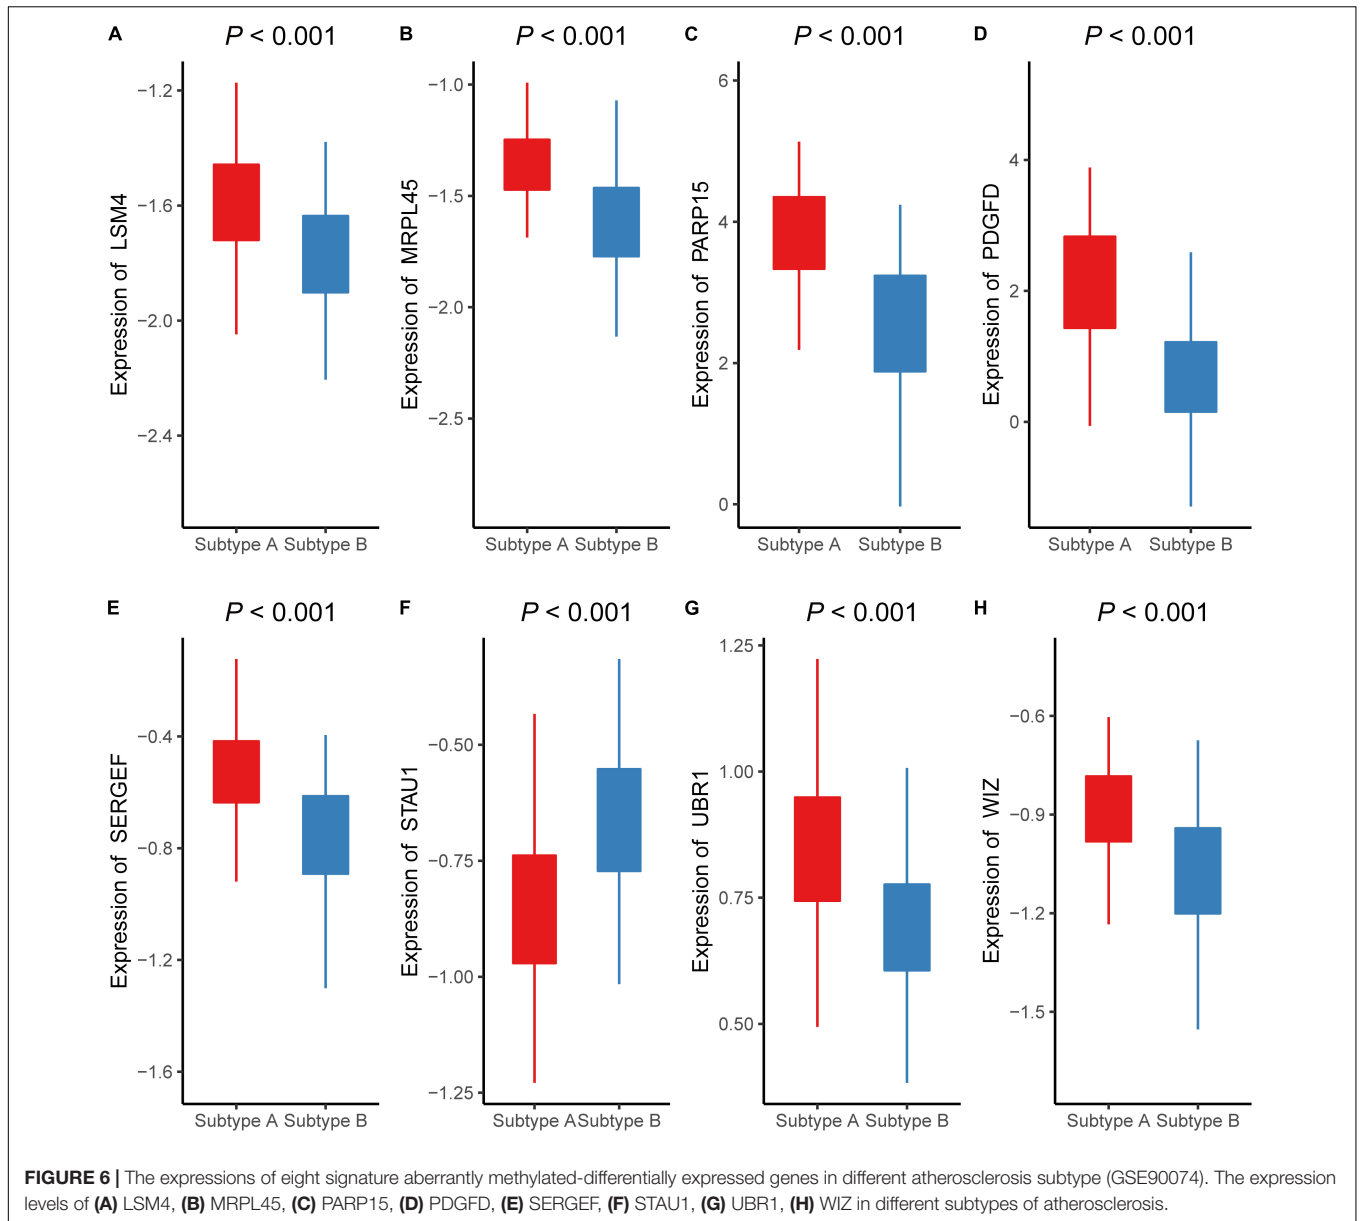 A P < 0.001 B P < 0.001 C P < 0.001 D P < 0.001
Expression of LSM4
−1.2
−1.6
−2.0
−2.4
Subtype A Subtype B
Expression of MRPL45
−1.0
−1.5
−2.0
−2.5
Subtype A Subtype B
Expression of PARP15
6
4
2
0
Subtype A Subtype B
Expression of PDGFD
4
2
0
Subtype A Subtype B
E P < 0.001 F P < 0.001 G P < 0.001 H P < 0.001
Expression of SERGEF
−0.4
−0.8
−1.2
−1.6
Subtype A Subtype B
Expression of STAU1
−0.50
−0.75
−1.00
−1.25
Subtype A Subtype B
Expression of UBR1
1.25
1.00
0.75
0.50
Subtype A Subtype B
Expression of WIZ
−0.6
−0.9
−1.2
−1.5
Subtype A Subtype B
FIGURE 6 | The expressions of eight signature aberrantly methylated-differentially expressed genes in different atherosclerosis subtype (GSE90074). The expression
levels of (A) LSM4, (B) MRPL45, (C) PARP15, (D) PDGFD, (E) SERGEF, (F) STAU1, (G) UBR1, (H) WIZ in different subtypes of atherosclerosis.